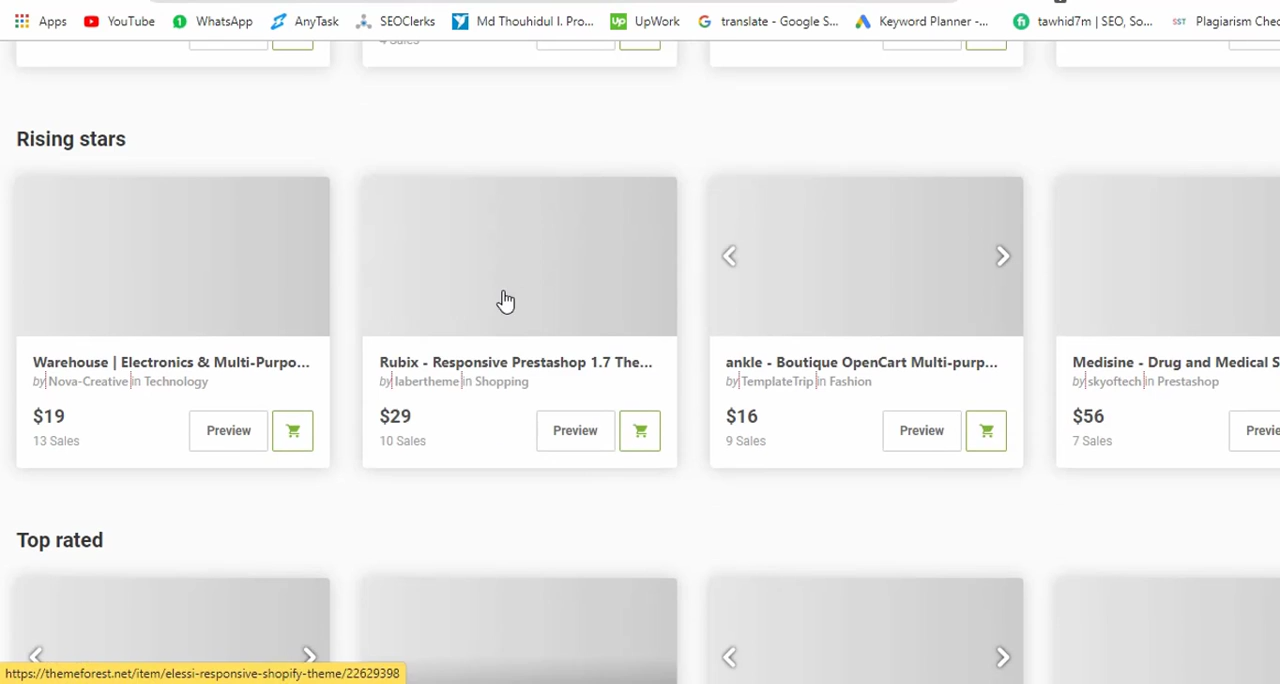 Apps YouTube WhatsApp AnyTask SEOClerks Md Thouhidul I. Pro... UpWork translate - Google S... Keyword Planner -... tawhid7m | SEO, So... Plagiarism Chec
Rising stars
Warehouse | Electronics & Multi-Purpo...
by Nova-Creative in Technology
$19
13 Sales
Preview
Rubix - Responsive Prestashop 1.7 The...
by labertheme in Shopping
$29
10 Sales
Preview
ankle - Boutique OpenCart Multi-purp...
by TemplateTrip in Fashion
$16
9 Sales
Preview
Medisine - Drug and Medical S
by skyoftech in Prestashop
$56
7 Sales
Previe
Top rated
https://themeforest.net/item/elessi-responsive-shopify-theme/22629398